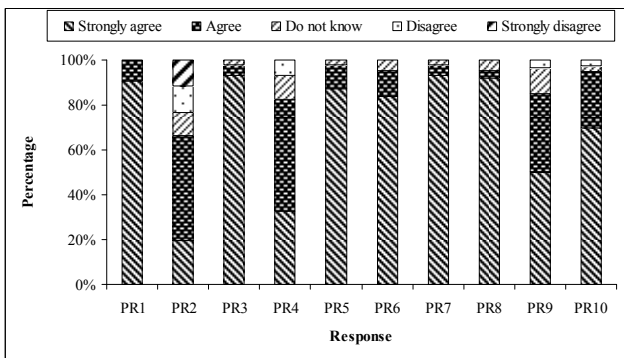 Strongly agree Agree Do not know Disagree Strongly disagree
100%
80%
60%
40%
20%
0%
Percentage
PR1 PR2 PR3 PR4 PR5 PR6 PR7 PR8 PR9 PR10
Response